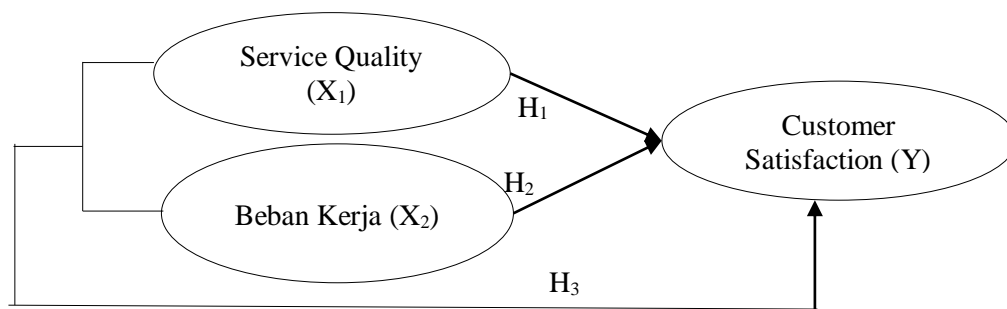 Service Quality
(X₁)
H₁
Customer
Satisfaction (Y)
H₂
Beban Kerja (X₂)
H₃